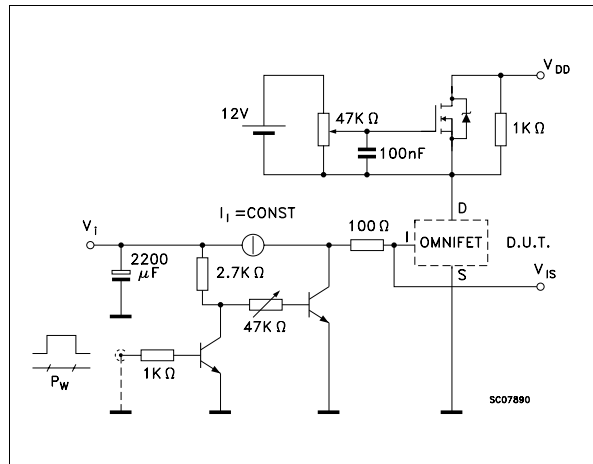 V DD
12V
47K Ω
1K Ω
100nF
D
I I =CONST
V i
100 Ω
I
OMNIFET
D.U.T.
2200
μF
2.7K Ω
S
V IS
47K Ω
1K Ω
P W
SC07890